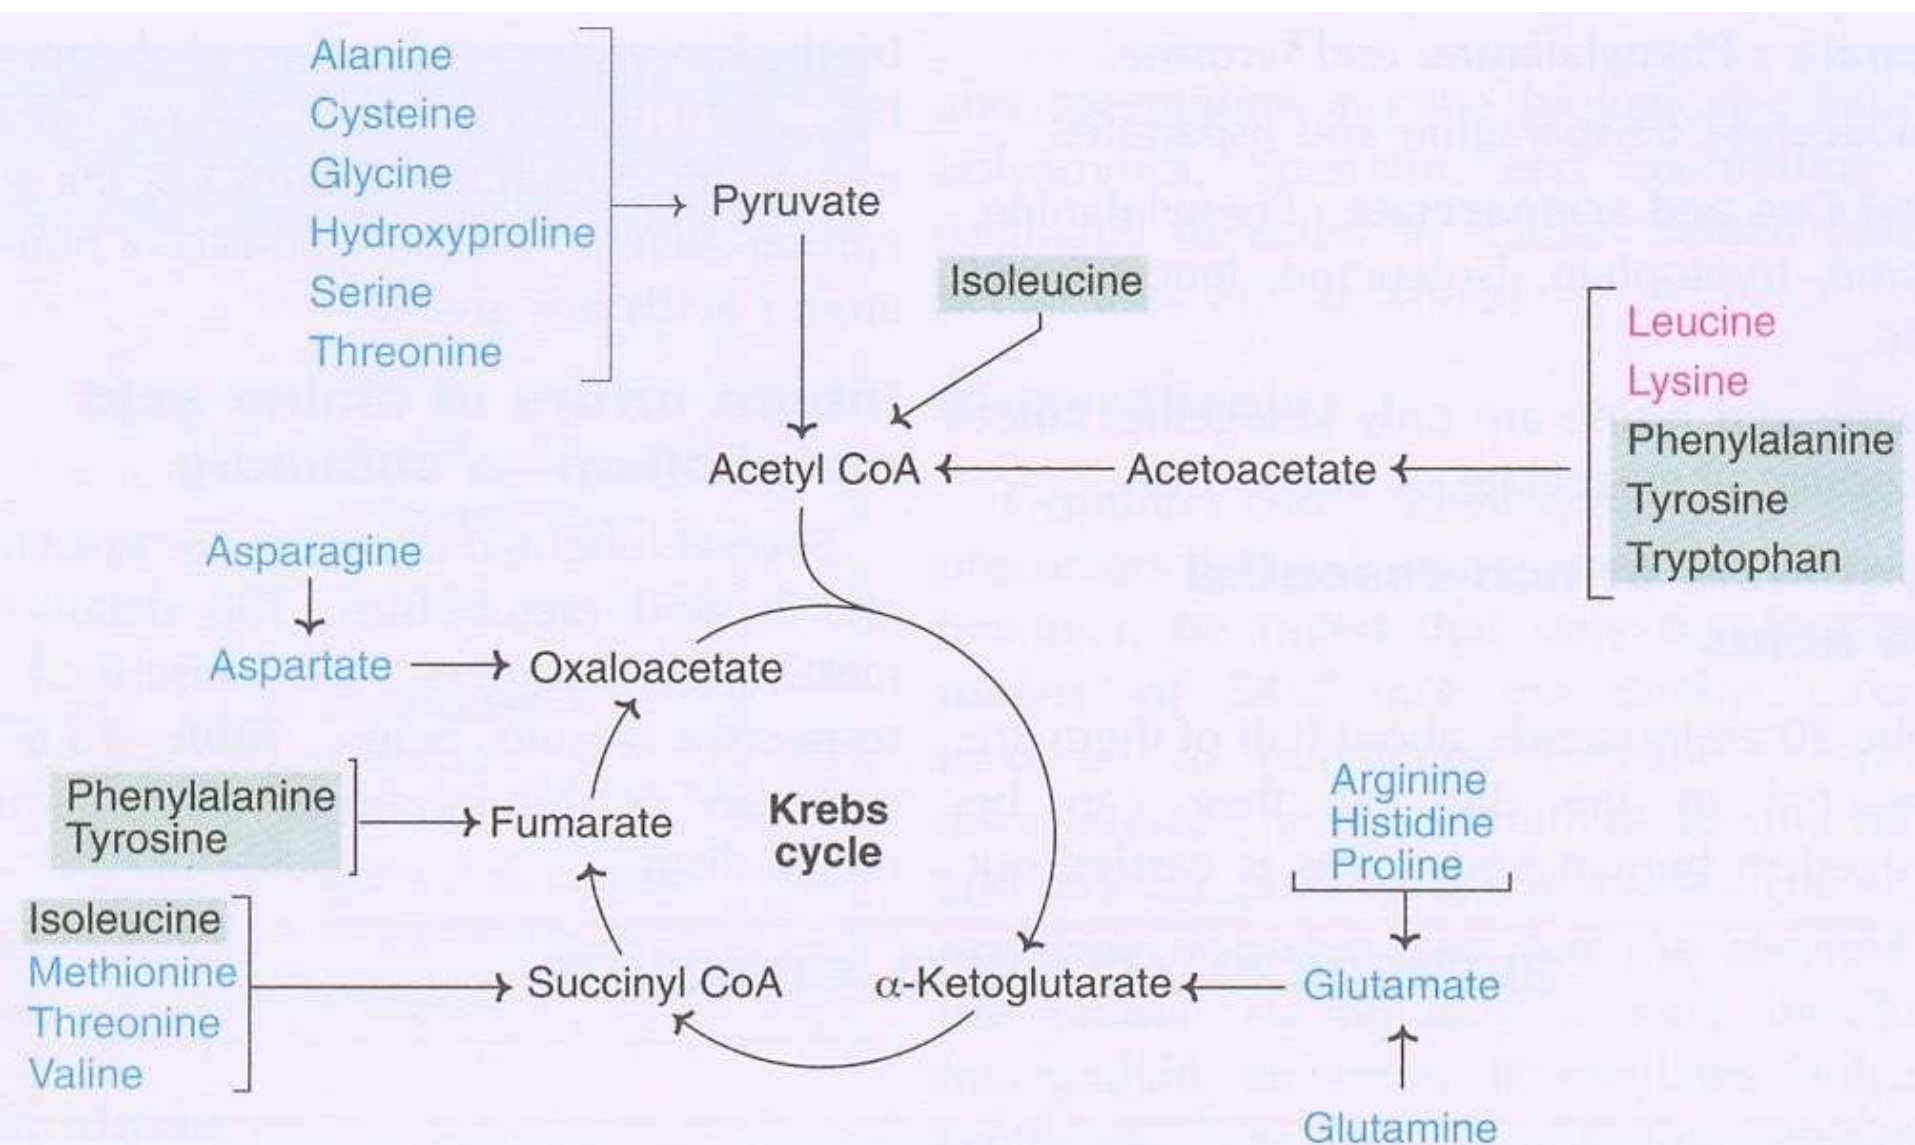 Alanine
Cysteine
Glycine
Hydroxyproline
Serine
Threonine
Pyruvate
Isoleucine
Leucine
Lysine
Phenylalanine
Tyrosine
Tryptophan
Acetyl CoA
Acetoacetate
Asparagine
Aspartate
Oxaloacetate
Phenylalanine
Tyrosine
Fumarate
Krebs
cycle
Arginine
Histidine
Proline
Isoleucine
Methionine
Threonine
Valine
Succinyl CoA
α-Ketoglutarate
Glutamate
Glutamine